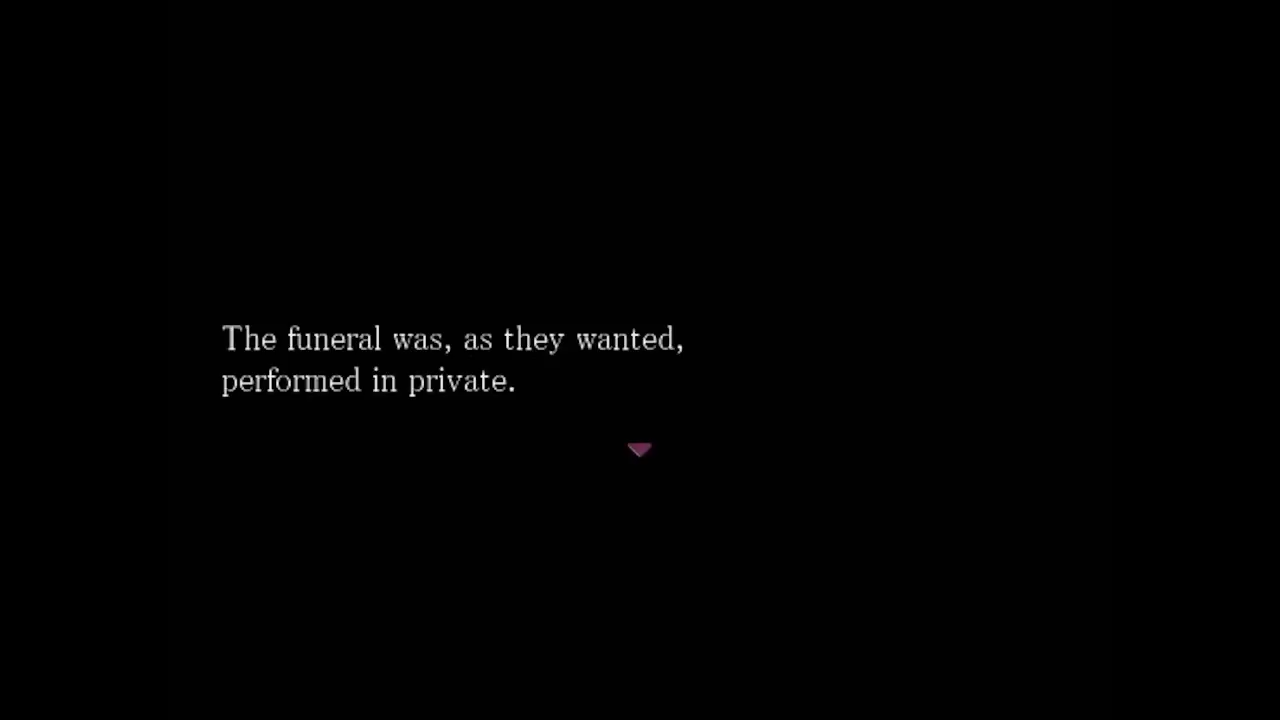 The funeral was, as they wanted,
performed in private.